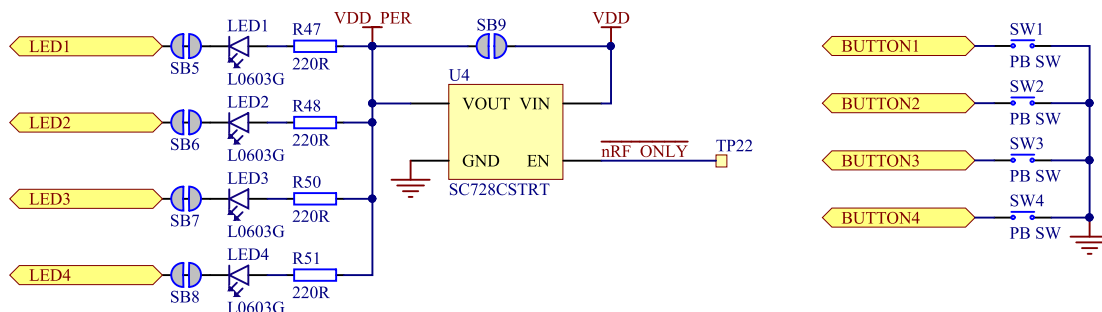 VDD_PER
SB9
VDD
LED1
LED1
R47
SB5
L0603G
220R
LED2
LED2
R48
SB6
L0603G
220R
LED3
LED3
R50
SB7
L0603G
220R
LED4
LED4
R51
SB8
L0603G
220R
U4
VOUT VIN
GND EN
SC728CSTRT
nRF_ONLY
TP22
BUTTON1
SW1
PB SW
BUTTON2
SW2
PB SW
BUTTON3
SW3
PB SW
BUTTON4
SW4
PB SW